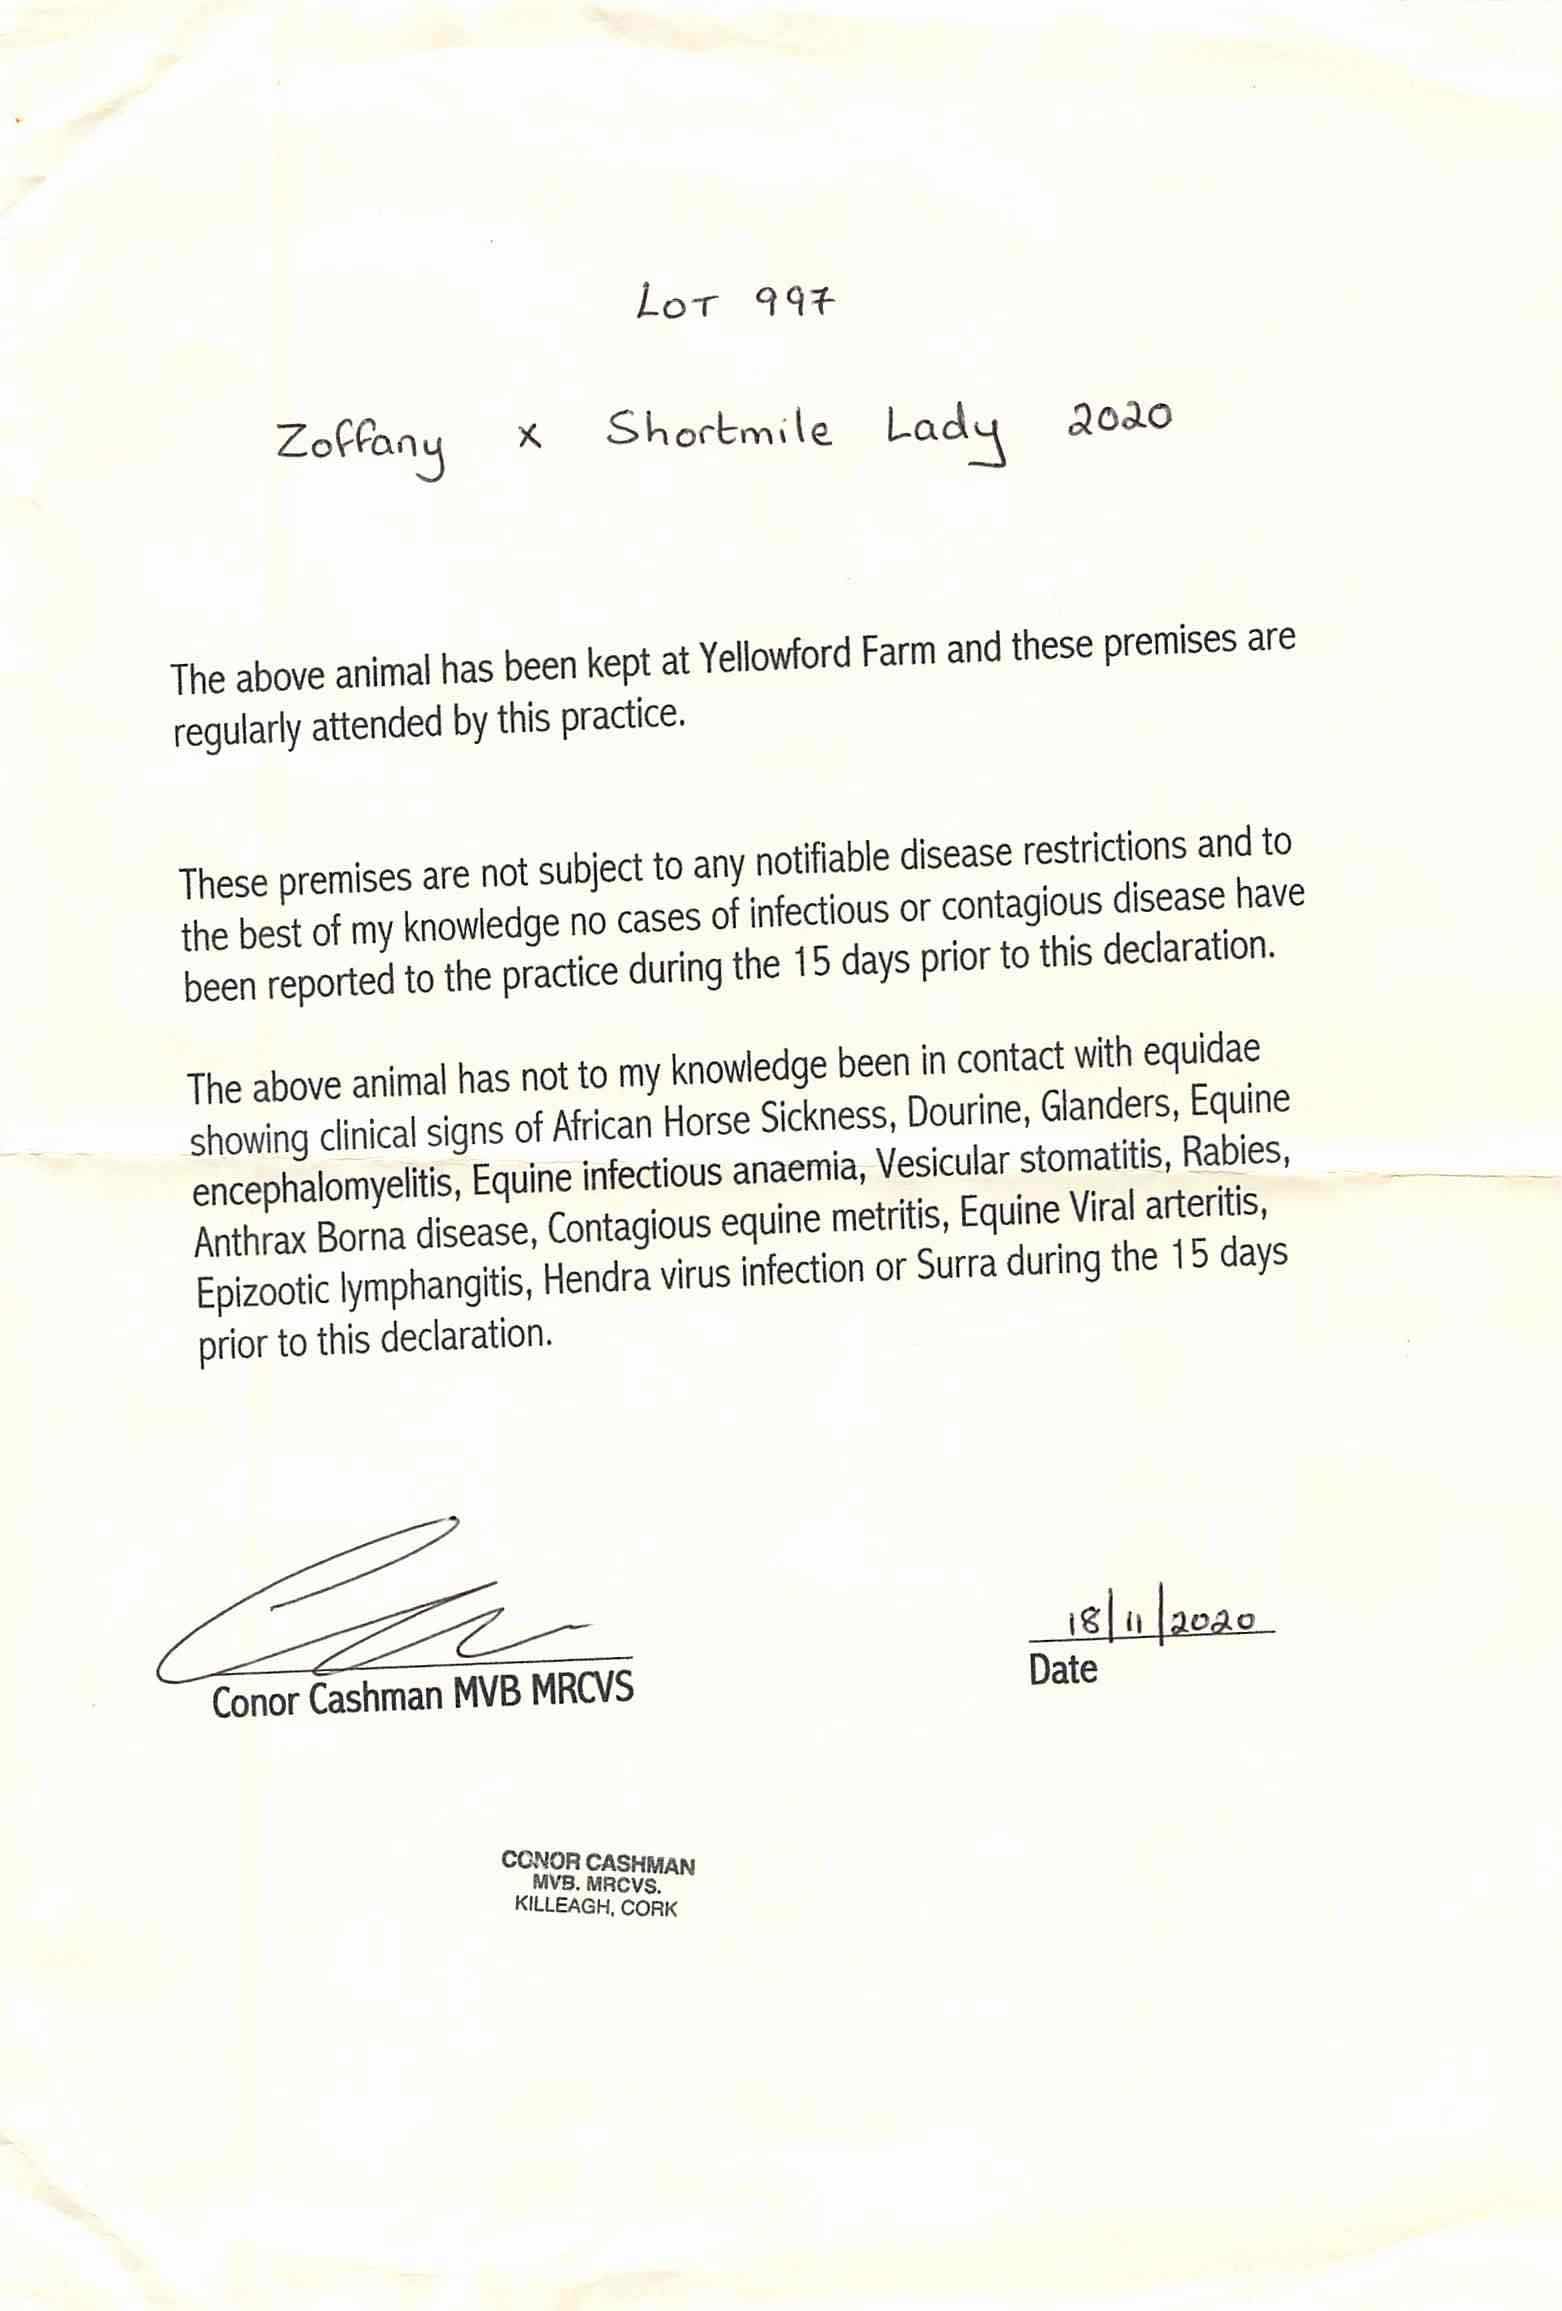 LOT 997
Zoffany x Shortmile Lady 2020
The above animal has been kept at Yellowford Farm and these premises are
regularly attended by this practice.
These premises are not subject to any notifiable disease restrictions and to
the best of my knowledge no cases of infectious or contagious disease have
been reported to the practice during the 15 days prior to this declaration.
The above animal has not to my knowledge been in contact with equidae
showing clinical signs of African Horse Sickness, Dourine, Glanders, Equine
encephalomyelitis, Equine infectious anaemia, Vesicular stomatitis, Rabies,
Anthrax Borna disease, Contagious equine metritis, Equine Viral arteritis,
Epizootic lymphangitis, Hendra virus infection or Surra during the 15 days
prior to this declaration.
18/11/2020
Conor Cashman MVB MRCVS
Date
CONOR CASHMAN
MVB. MRCVS.
KILLEAGH, CORK